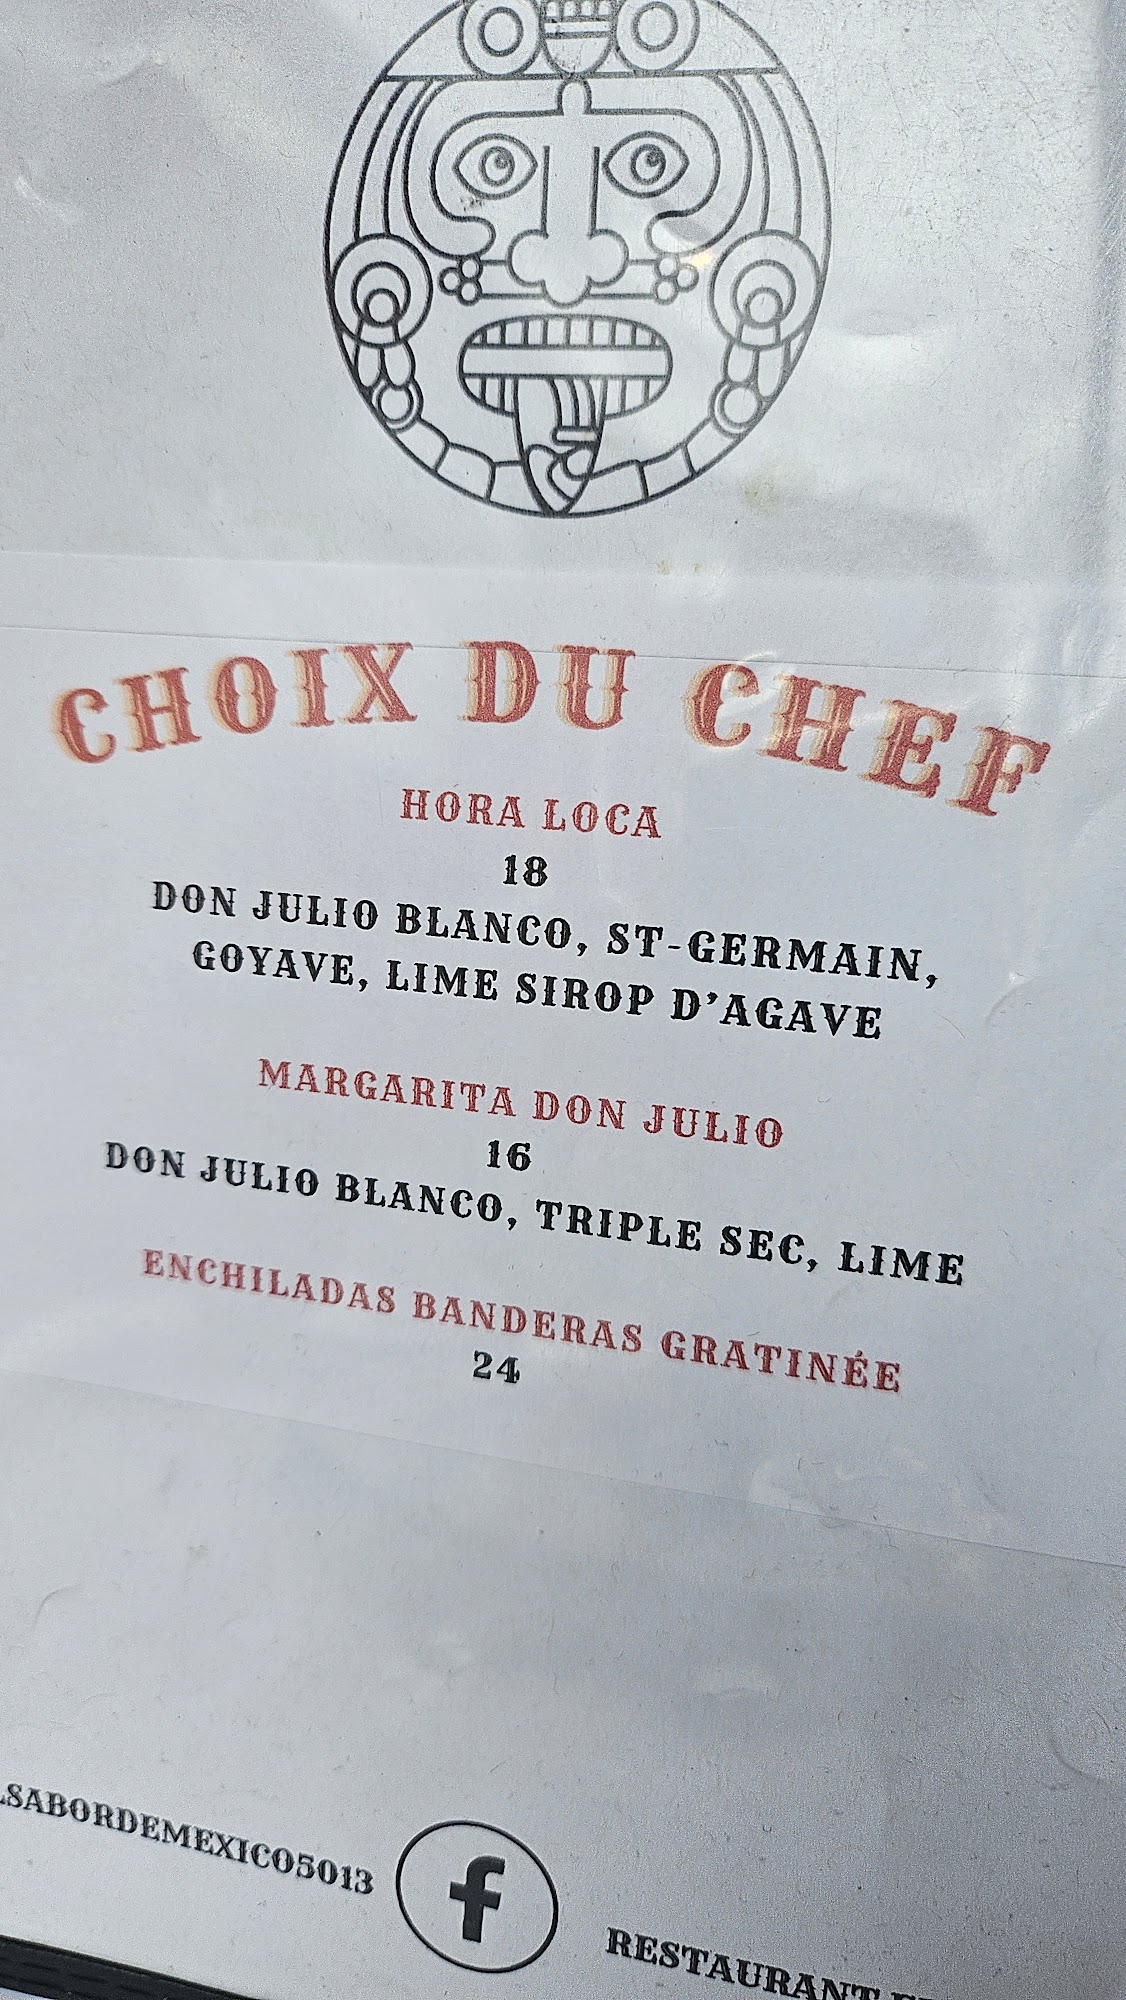 CHOIX DU CHEF
HORA LOCA
18
DON JULIO BLANCO, ST-GERMAIN,
GOYAVE, LIME SIROP D'AGAVE
MARGARITA DON JULIO
16
DON JULIO BLANCO, TRIPLE SEC, LIME
ENCHILADAS BANDERAS GRATINÉE
24
LSABORDEMEXICO5013
f
RESTAURANT